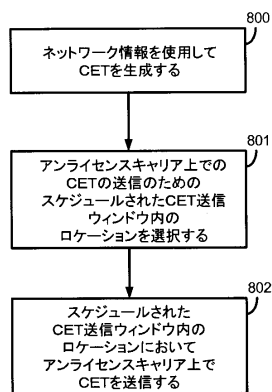 800
ネットワーク情報を使用して
CETを生成する
801
アンライセンスキャリア上での
CETの送信のための
スケジュールされたCET送信
ウィンドウ内の
ロケーションを選択する
802
スケジュールされた
CET送信ウィンドウ内の
ロケーションにおいて
アンライセンスキャリア上で
CETを送信する